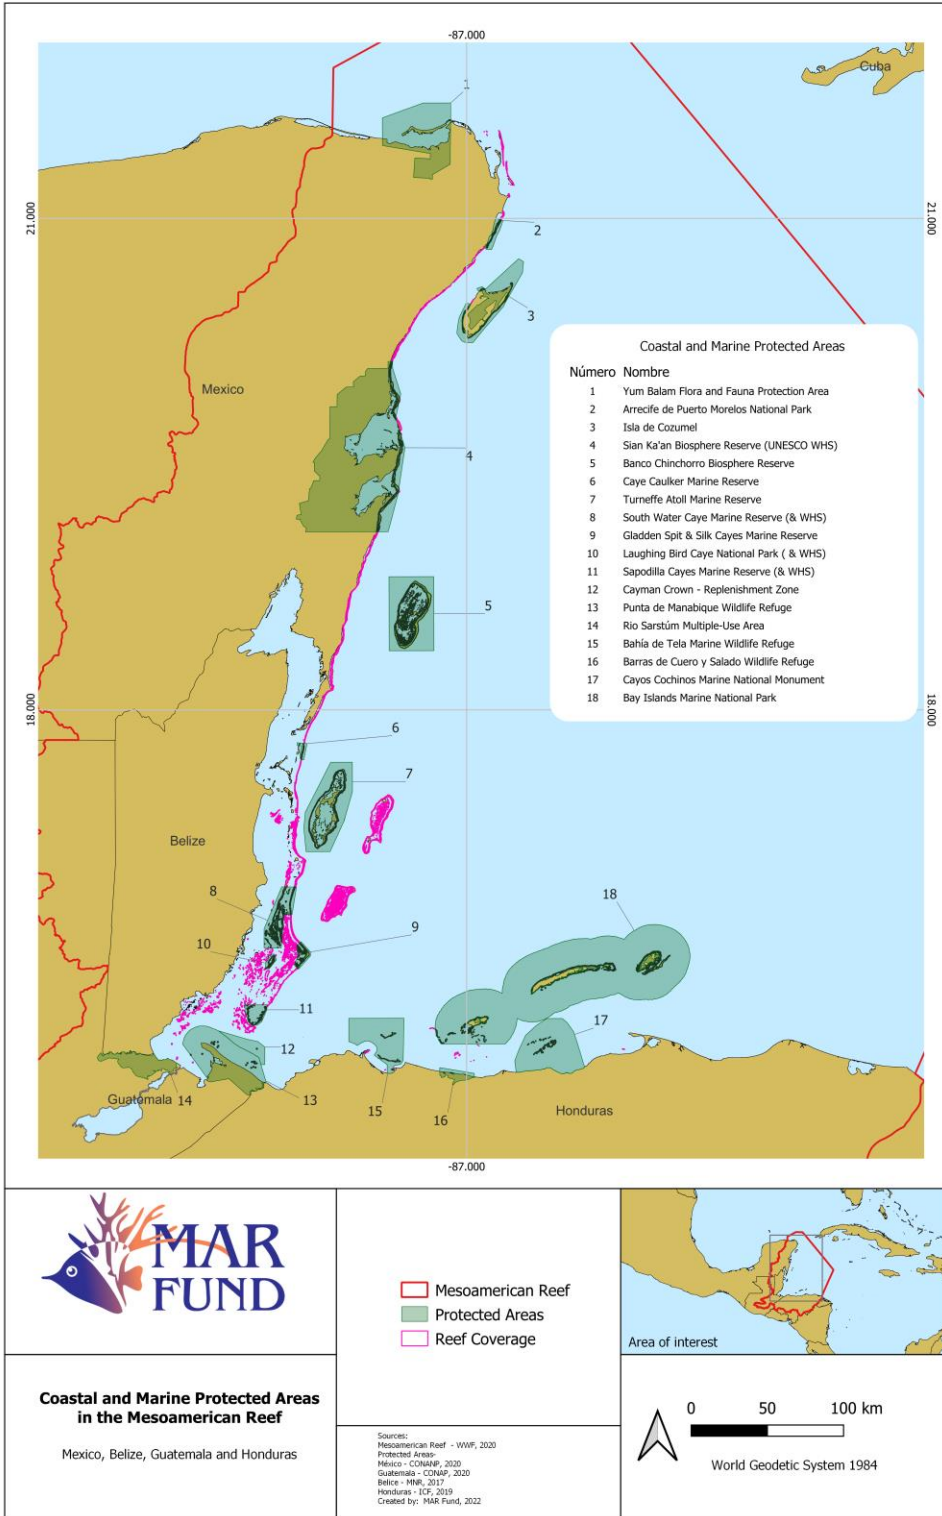 -87.000
Cuba
1
21.000
21.000
2
3
Mexico
4
Coastal and Marine Protected Areas
Número Nombre
1 Yum Balam Flora and Fauna Protection Area
2 Arrecife de Puerto Morelos National Park
3 Isla de Cozumel
4 Sian Ka'an Biosphere Reserve (UNESCO WHS)
5 Banco Chinchorro Biosphere Reserve
6 Caye Caulker Marine Reserve
7 Turneffe Atoll Marine Reserve
8 South Water Caye Marine Reserve (& WHS)
9 Gladden Spit & Silk Cayes Marine Reserve
10 Laughing Bird Caye National Park ( & WHS)
11 Sapodilla Cayes Marine Reserve (& WHS)
12 Cayman Crown - Replenishment Zone
13 Punta de Manabique Wildlife Refuge
14 Rio Sarstúm Multiple-Use Area
15 Bahía de Tela Marine Wildlife Refuge
16 Barras de Cuero y Salado Wildlife Refuge
17 Cayos Cochinos Marine National Monument
18 Bay Islands Marine National Park
5
18.000
18.000
6
7
Belize
8
18
9
10
11
17
12
Guatemala
14
13
15
16
Honduras
-87.000
MAR
FUND
Mesoamerican Reef
Protected Areas
Reef Coverage
Area of interest
Coastal and Marine Protected Areas
in the Mesoamerican Reef
Mexico, Belize, Guatemala and Honduras
Sources:
Mesoamerican Reef - WWF, 2020
Protected Areas-
México - CONANP, 2020
Guatemala - CONAP, 2020
Belice - MNR, 2017
Honduras - ICF, 2019
Created by: MAR Fund, 2022
0 50 100 km
World Geodetic System 1984